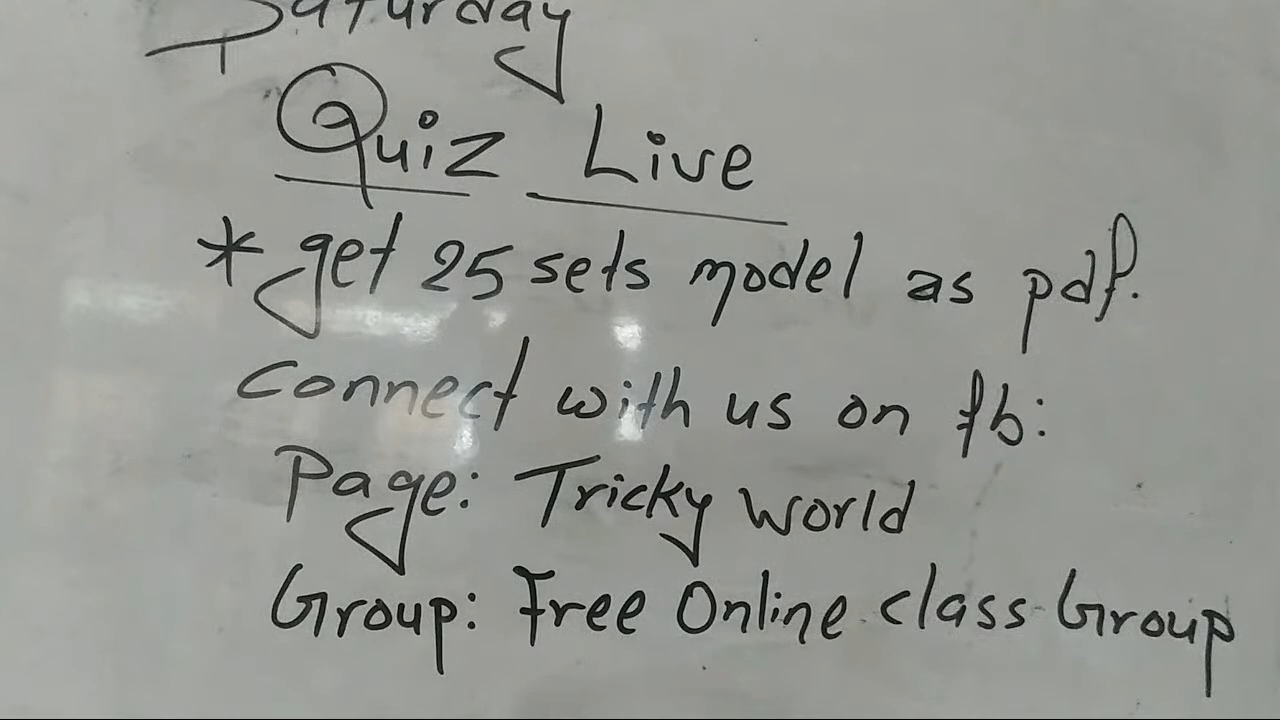 Saturday
Quiz Live
* get 25 sets model as pdf.
Connect with us on fb:
Page: Tricky World
Group: Free Online class Group